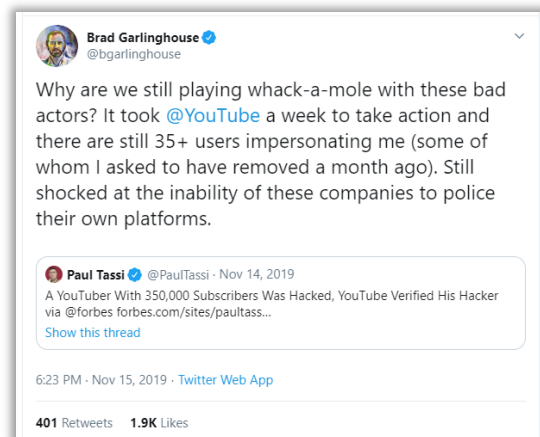 Brad Garlinghouse
@bgarlinghouse
Why are we still playing whack-a-mole with these bad
actors? It took @YouTube a week to take action and
there are still 35+ users impersonating me (some of
whom I asked to have removed a month ago). Still
shocked at the inability of these companies to police
their own platforms.
Paul Tassi @PaulTassi · Nov 14, 2019
A YouTuber With 350,000 Subscribers Was Hacked, YouTube Verified His Hacker
via @forbes forbes.com/sites/paultass...
Show this thread
6:23 PM · Nov 15, 2019 · Twitter Web App
401 Retweets 1.9K Likes